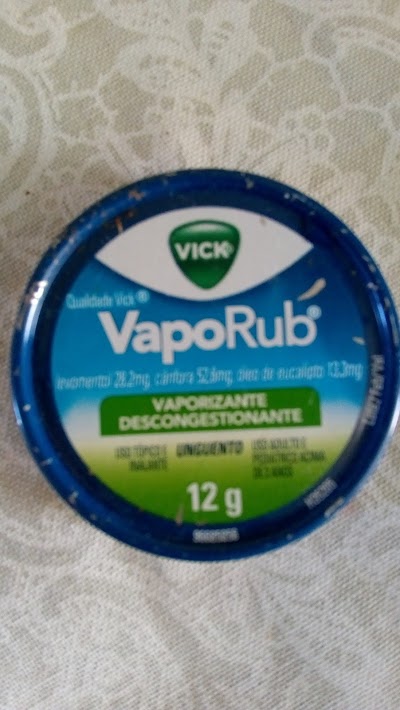 VICK®
Qualidade Vick®
VapoRub®
levomentol 28,2mg, cânfora 52,6mg, óleo de eucalipto 13,3mg
VAPORIZANTE
DESCONGESTIONANTE
USO TÓPICO E
INALANTE
UNGUENTO
USO ADULTO E
PEDIÁTRICO ACIMA
DE 2 ANOS
12 g